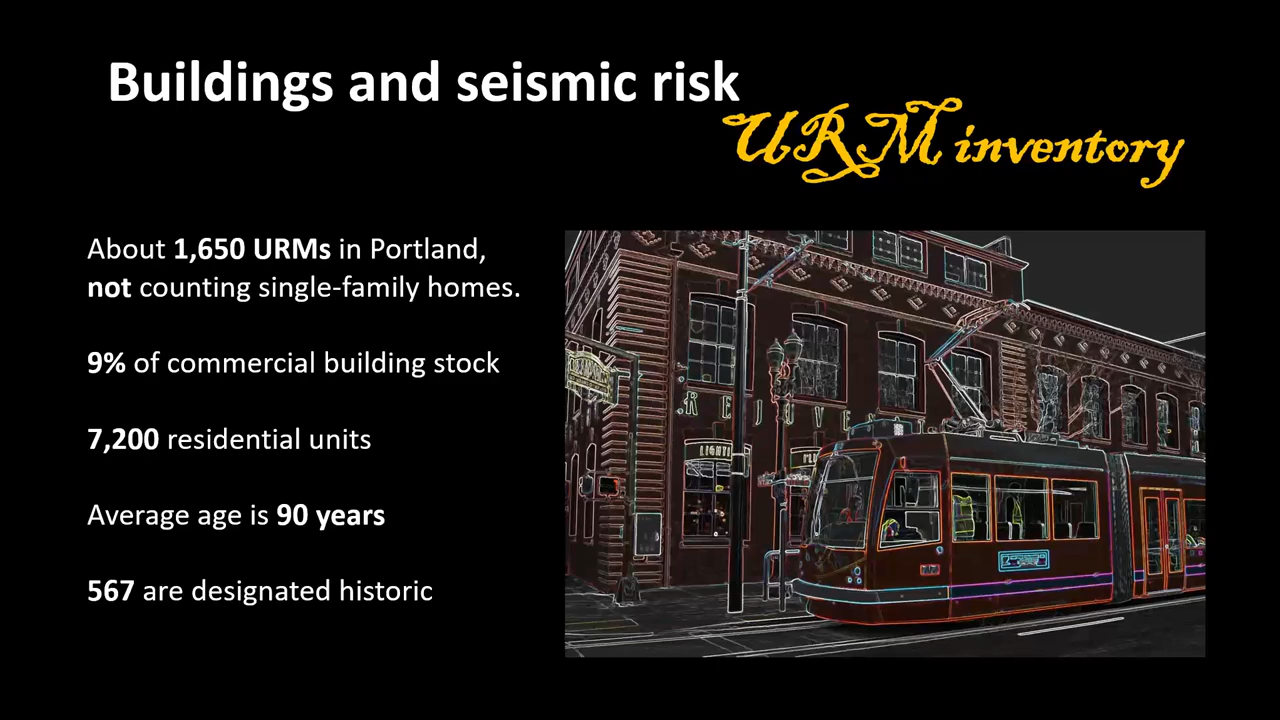 Buildings and seismic risk
URM inventory
About 1,650 URMs in Portland,
not counting single-family homes.
9% of commercial building stock
7,200 residential units
Average age is 90 years
567 are designated historic